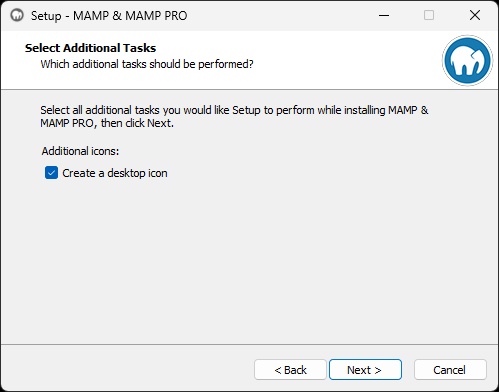 Setup - MAMP & MAMP PRO
Select Additional Tasks
Which additional tasks should be performed?
Select all additional tasks you would like Setup to perform while installing MAMP &
MAMP PRO, then click Next.
Additional icons:
Create a desktop icon
< Back
Next >
Cancel